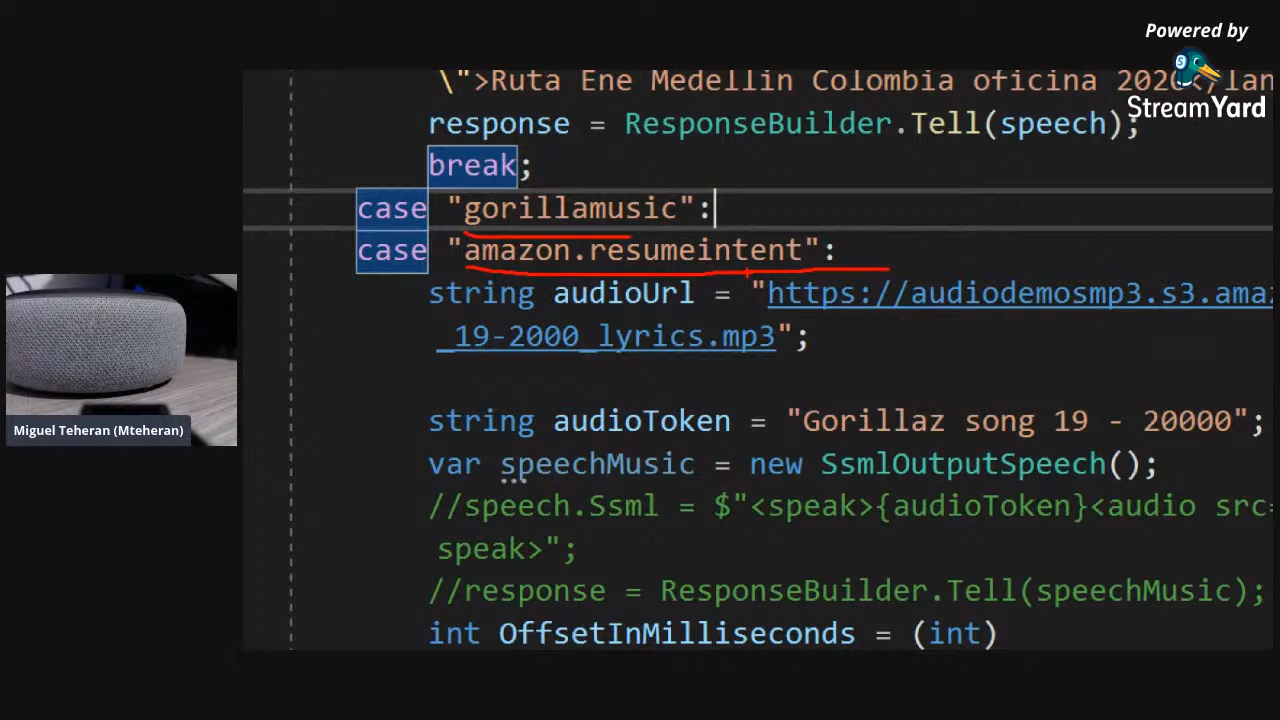 Powered by
StreamYard
\">Ruta Ene Medellin Colombia oficina 2020</lan
response = ResponseBuilder.Tell(speech);
break;
case "gorillamusic":
case "amazon.resumeintent":
string audioUrl = "https://audiodemosmp3.s3.ama
_19-2000_lyrics.mp3";
string audioToken = "Gorillaz song 19 - 20000";
var speechMusic = new SsmlOutputSpeech();
//speech.Ssml = $"<speak>{audioToken}<audio src=
speak>";
//response = ResponseBuilder.Tell(speechMusic);
int OffsetInMilliseconds = (int)
Miguel Teheran (Mteheran)